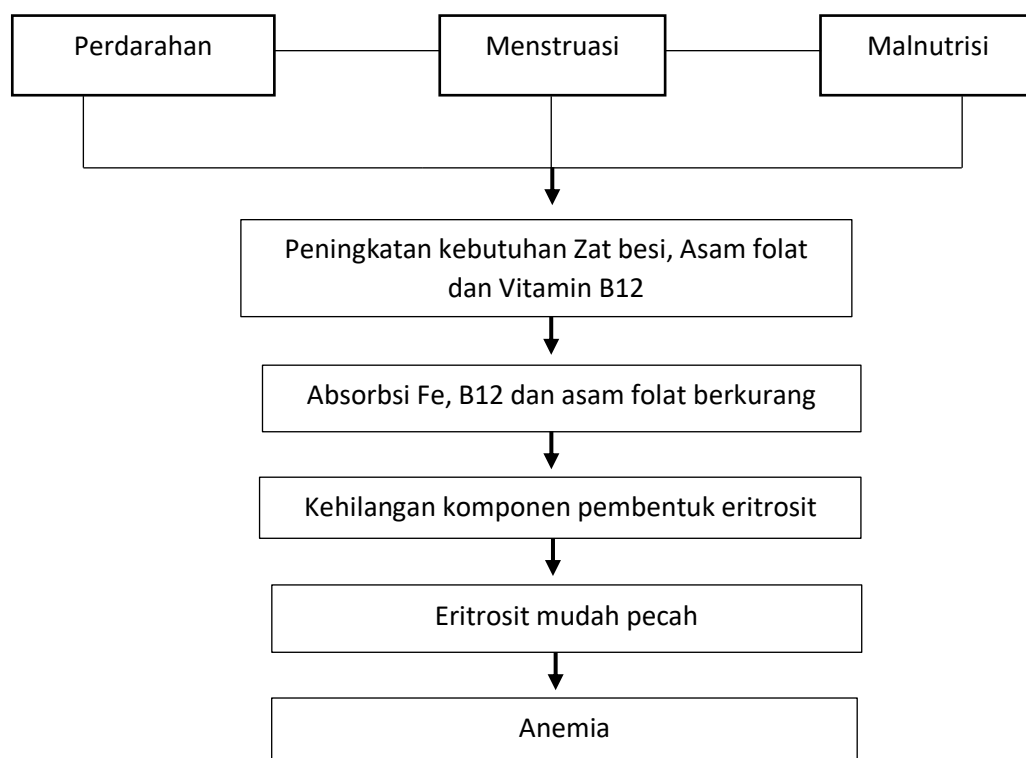 Perdarahan
Menstruasi
Malnutrisi
Peningkatan kebutuhan Zat besi, Asam folat
dan Vitamin B12
Absorbsi Fe, B12 dan asam folat berkurang
Kehilangan komponen pembentuk eritrosit
Eritrosit mudah pecah
Anemia